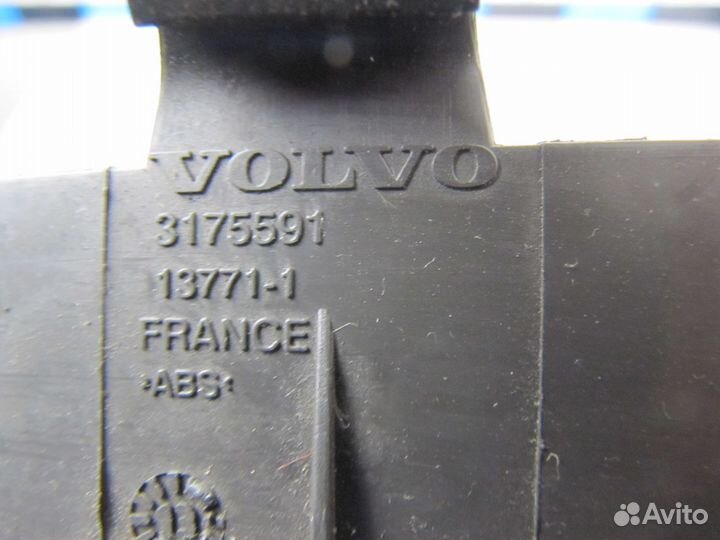 VOLVO
3175591
13771-1
FRANCE
>ABS<
Avito